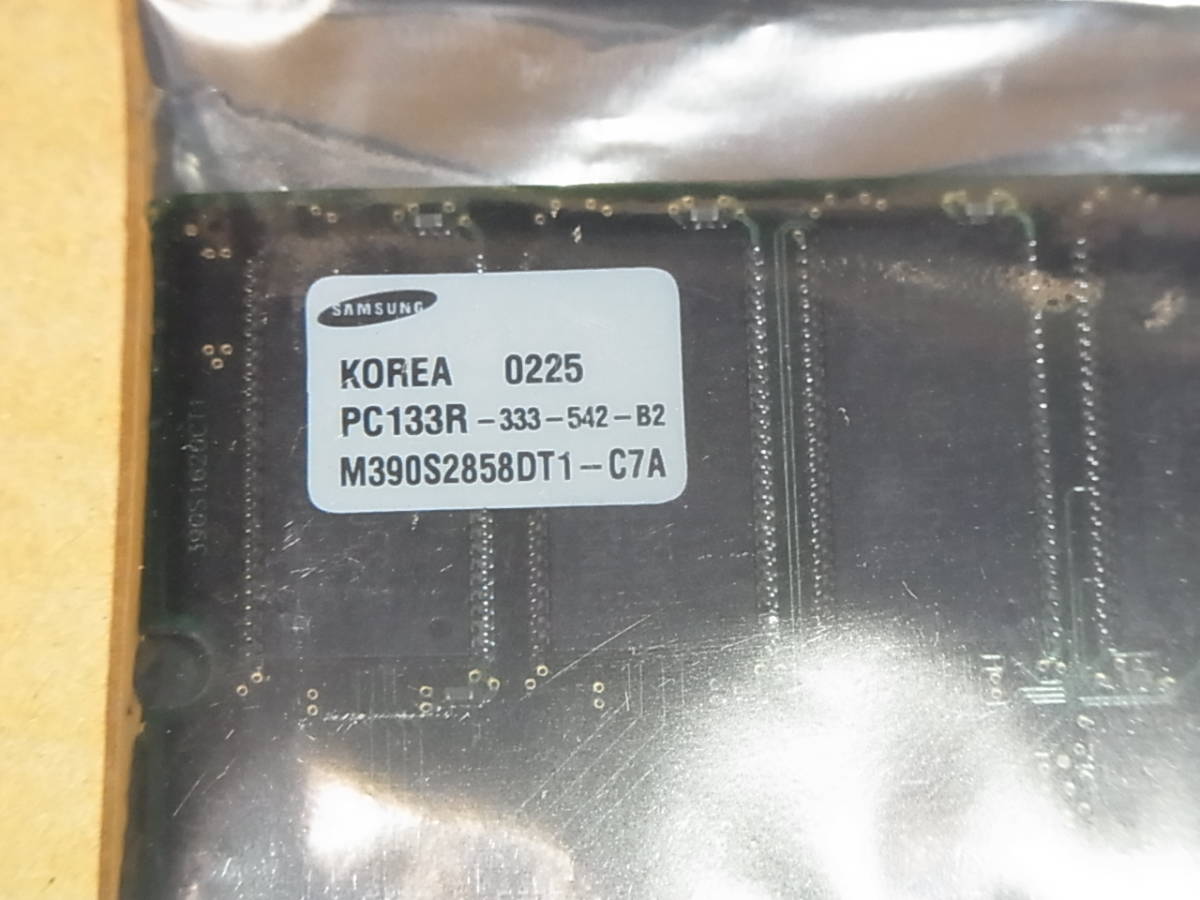 SAMSUNG
KOREA 0225
PC133R-333-542-B2
M390S2858DT1-C7A